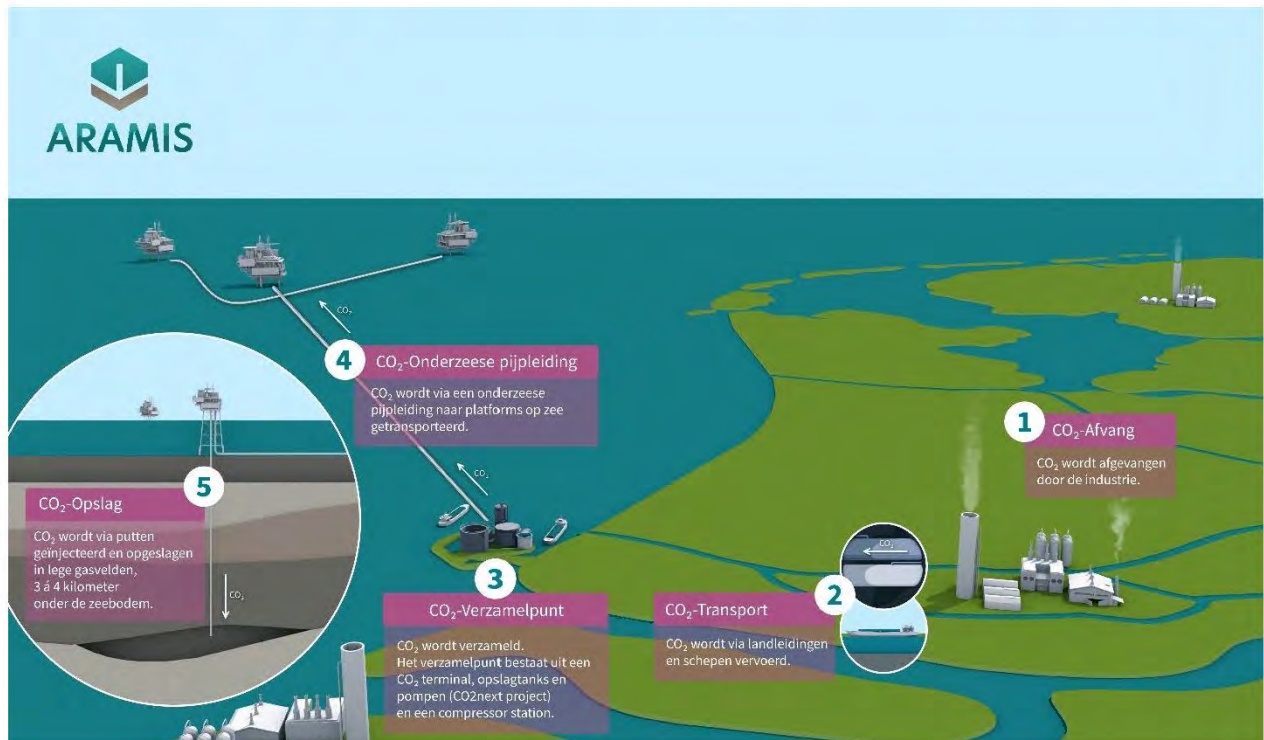 ARAMIS
1
CO₂-Afvang
CO₂ wordt afgevangen
door de industrie.
2
CO₂
CO₂-Transport
CO₂ wordt via landleidingen
en schepen vervoerd.
3
CO₂-Verzamelpunt
CO₂ wordt verzameld.
Het verzamelpunt bestaat uit een
CO₂ terminal, opslagtanks en
pompen (CO2next project)
en een compressor station.
4
CO₂-Onderzeese pijpleiding
CO₂ wordt via een onderzeese
pijpleiding naar platforms op zee
getransporteerd.
CO₂
CO₂
5
CO₂-Opslag
CO₂ wordt via putten
geïnjecteerd en opgeslagen
in lege gasvelden,
3 á 4 kilometer
onder de zeebodem.
CO₂